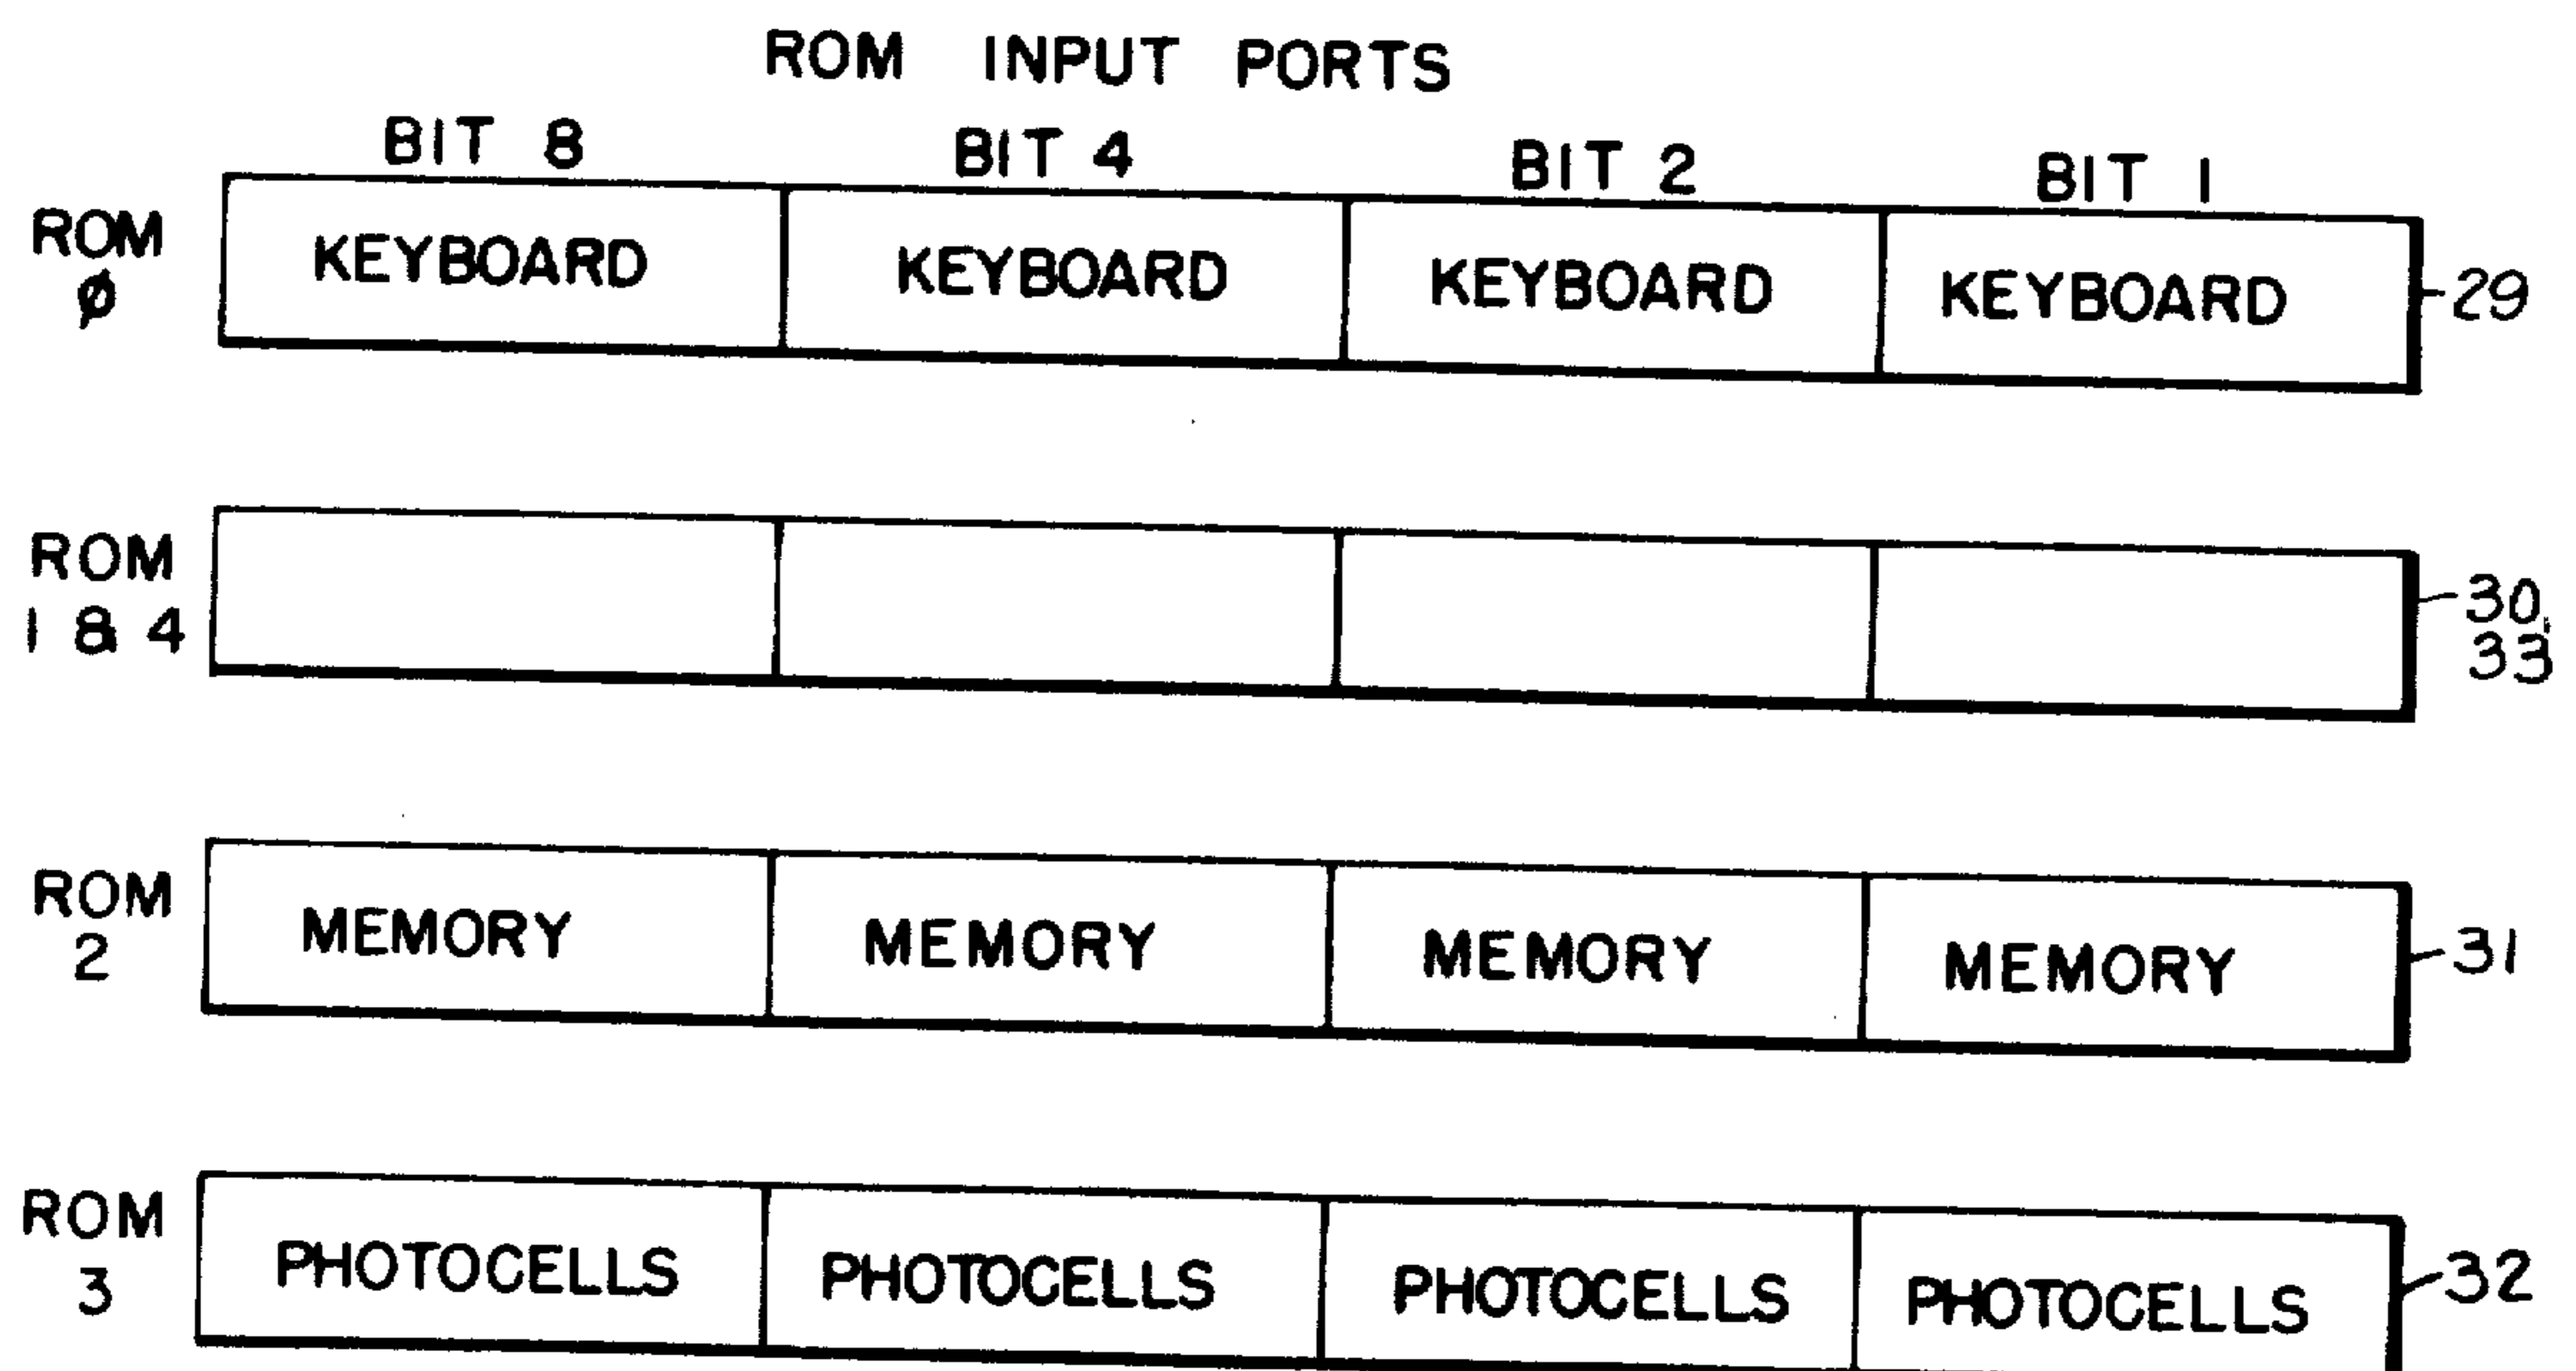 ROM INPUT PORTS
BIT 8 BIT 4 BIT 2 BIT 1
ROM Ø KEYBOARD KEYBOARD KEYBOARD KEYBOARD 29
ROM 1 & 4 30, 33
ROM 2 MEMORY MEMORY MEMORY MEMORY 31
ROM 3 PHOTOCELLS PHOTOCELLS PHOTOCELLS PHOTOCELLS 32